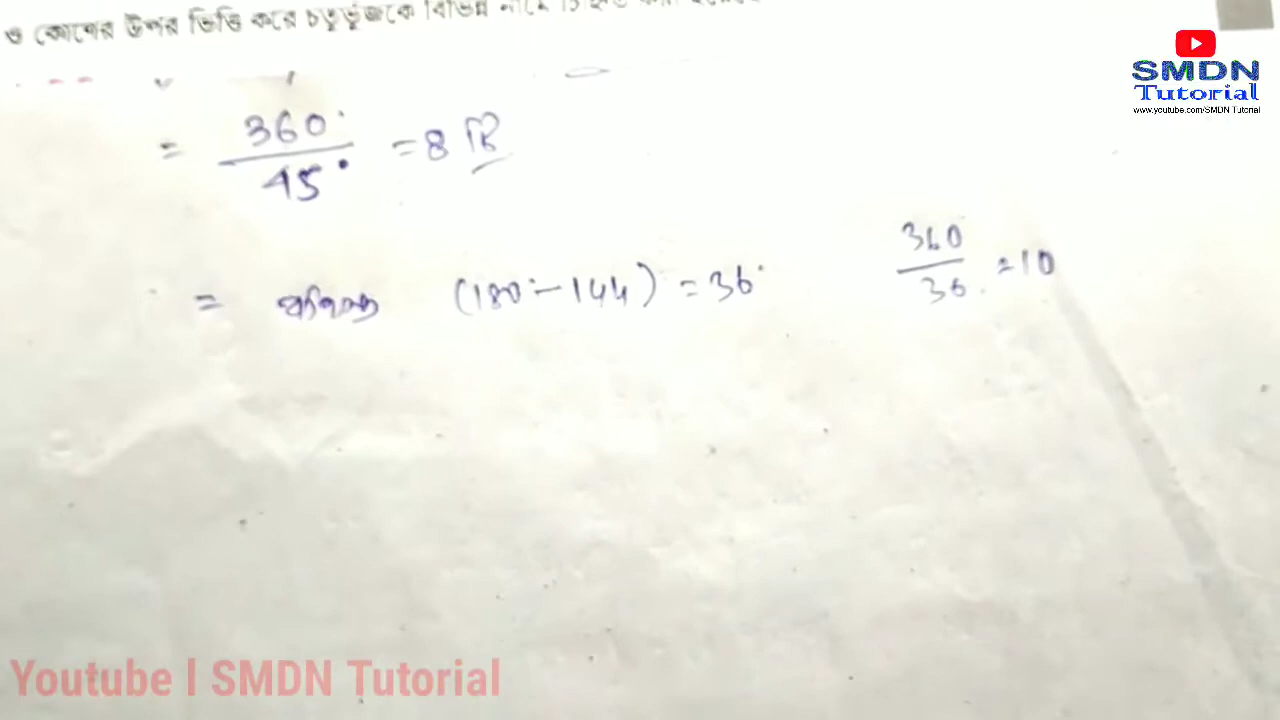 ও কোণের উপর ভিত্তি করে চতুর্ভুজকে বিভিন্ন
SMDN
Tutorial
www.youtube.com/SMDN Tutorial
= 360° / 45° = 8 টি
= (180°-144) = 36°
360 / 36 = 10
Youtube l SMDN Tutorial